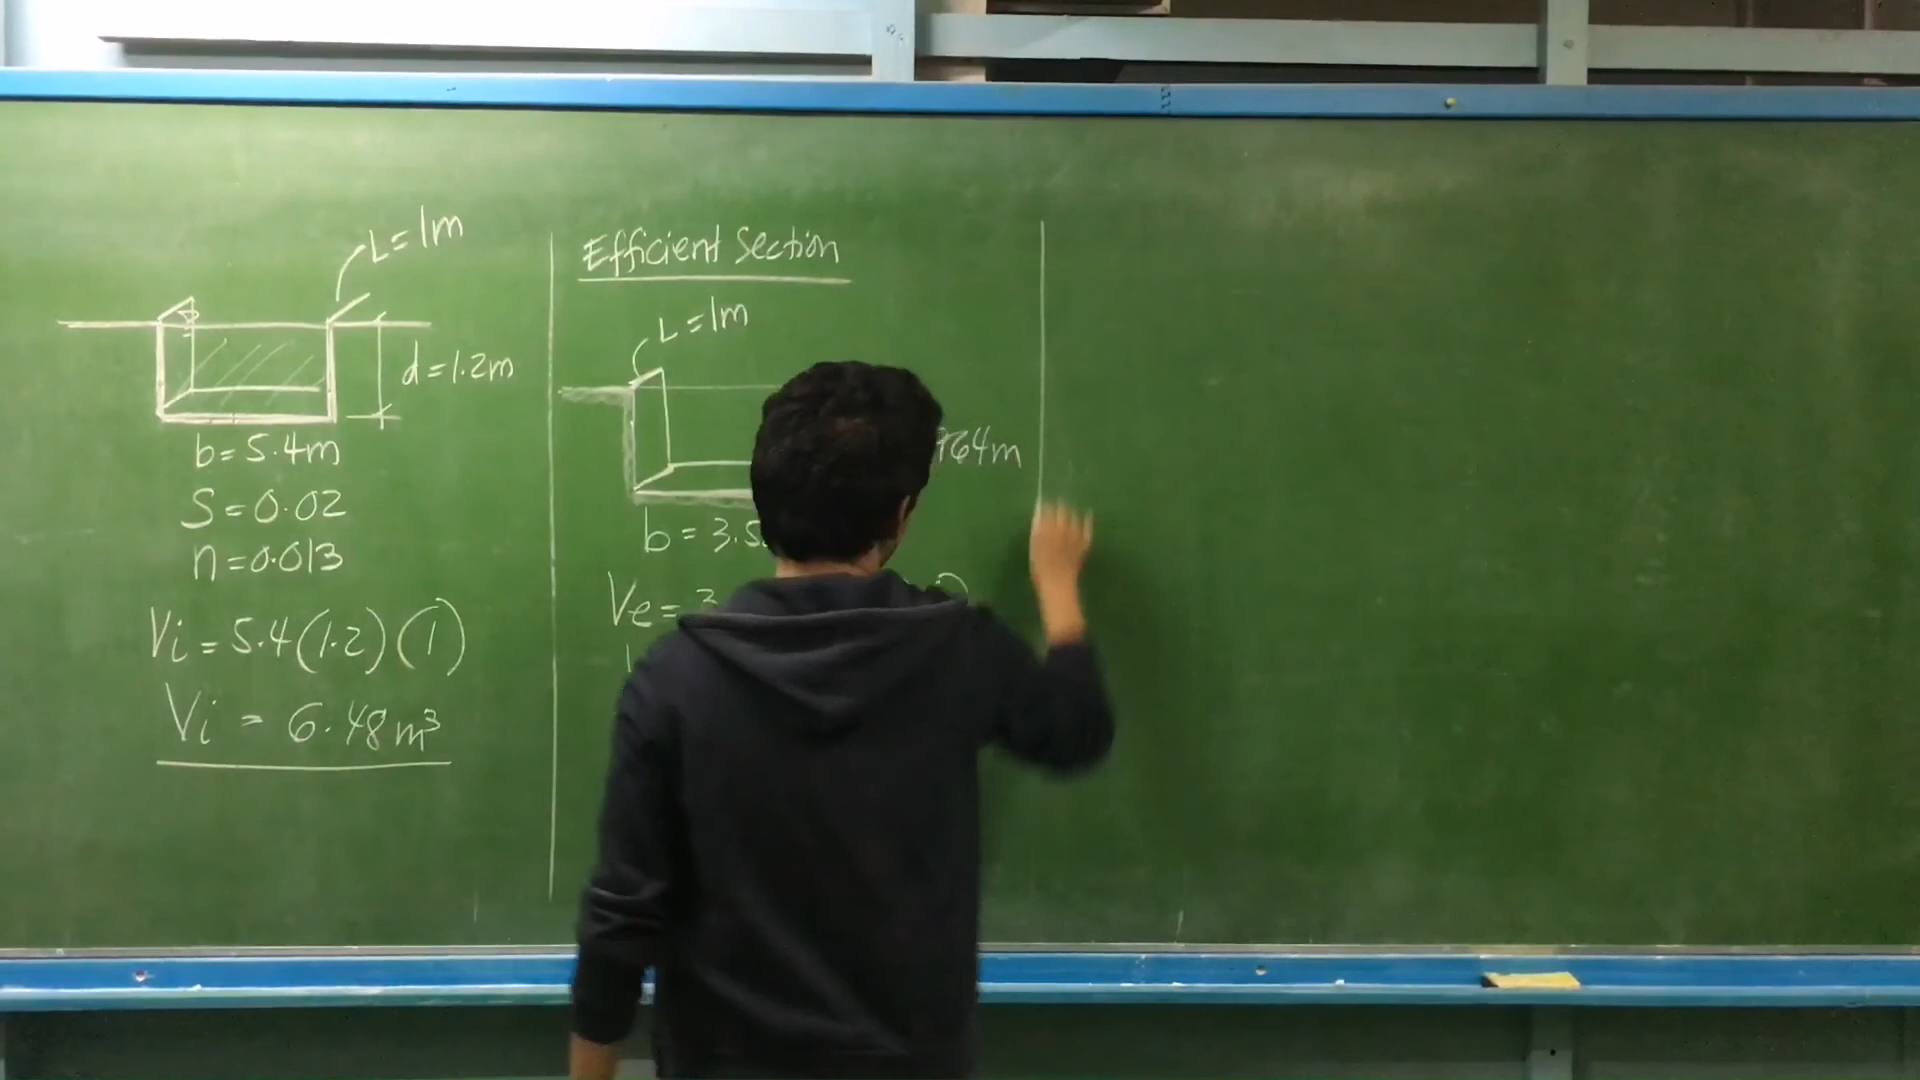 L=1m
d=1.2m
b=5.4m
S=0.02
n=0.013
Vi=5.4(1.2)(1)
Vi = 6.48m³
Efficient Section
L=1m
64m
b=3.5
Ve=